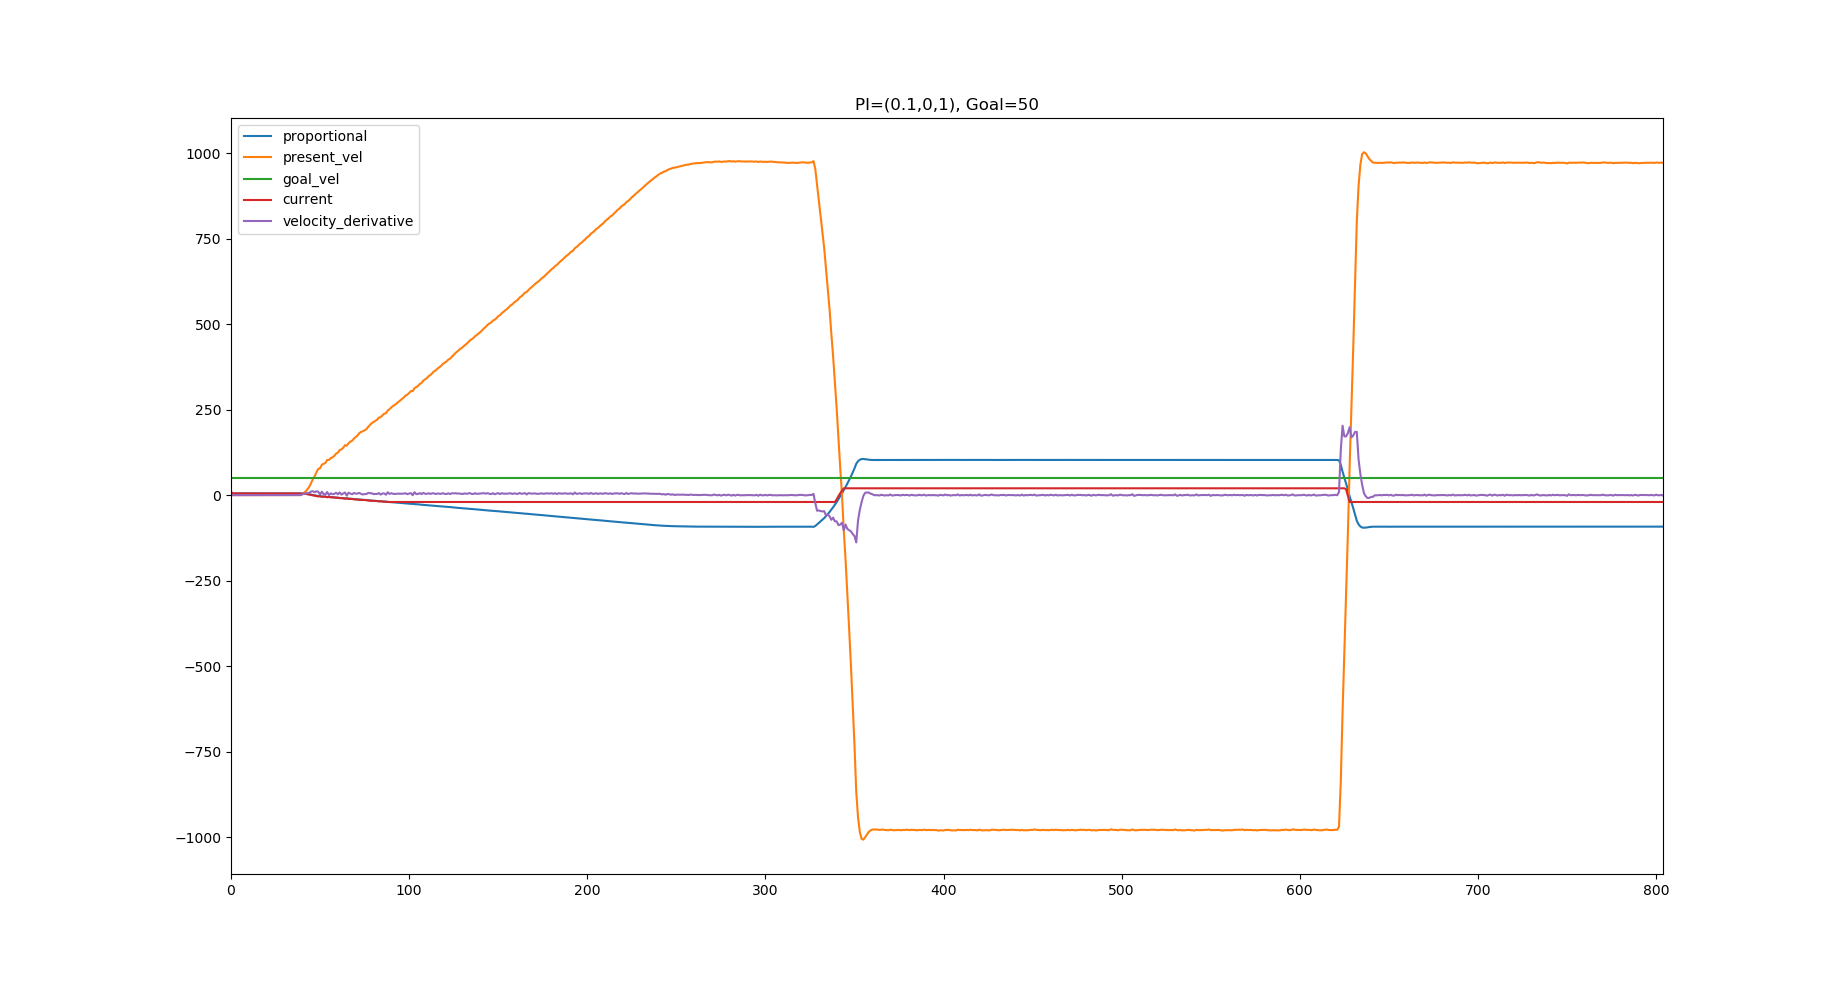 PI=(0.1,0,1), Goal=50
proportional
present_vel
goal_vel
current
velocity_derivative
1000
750
500
250
0
−250
−500
−750
−1000
0 100 200 300 400 500 600 700 800